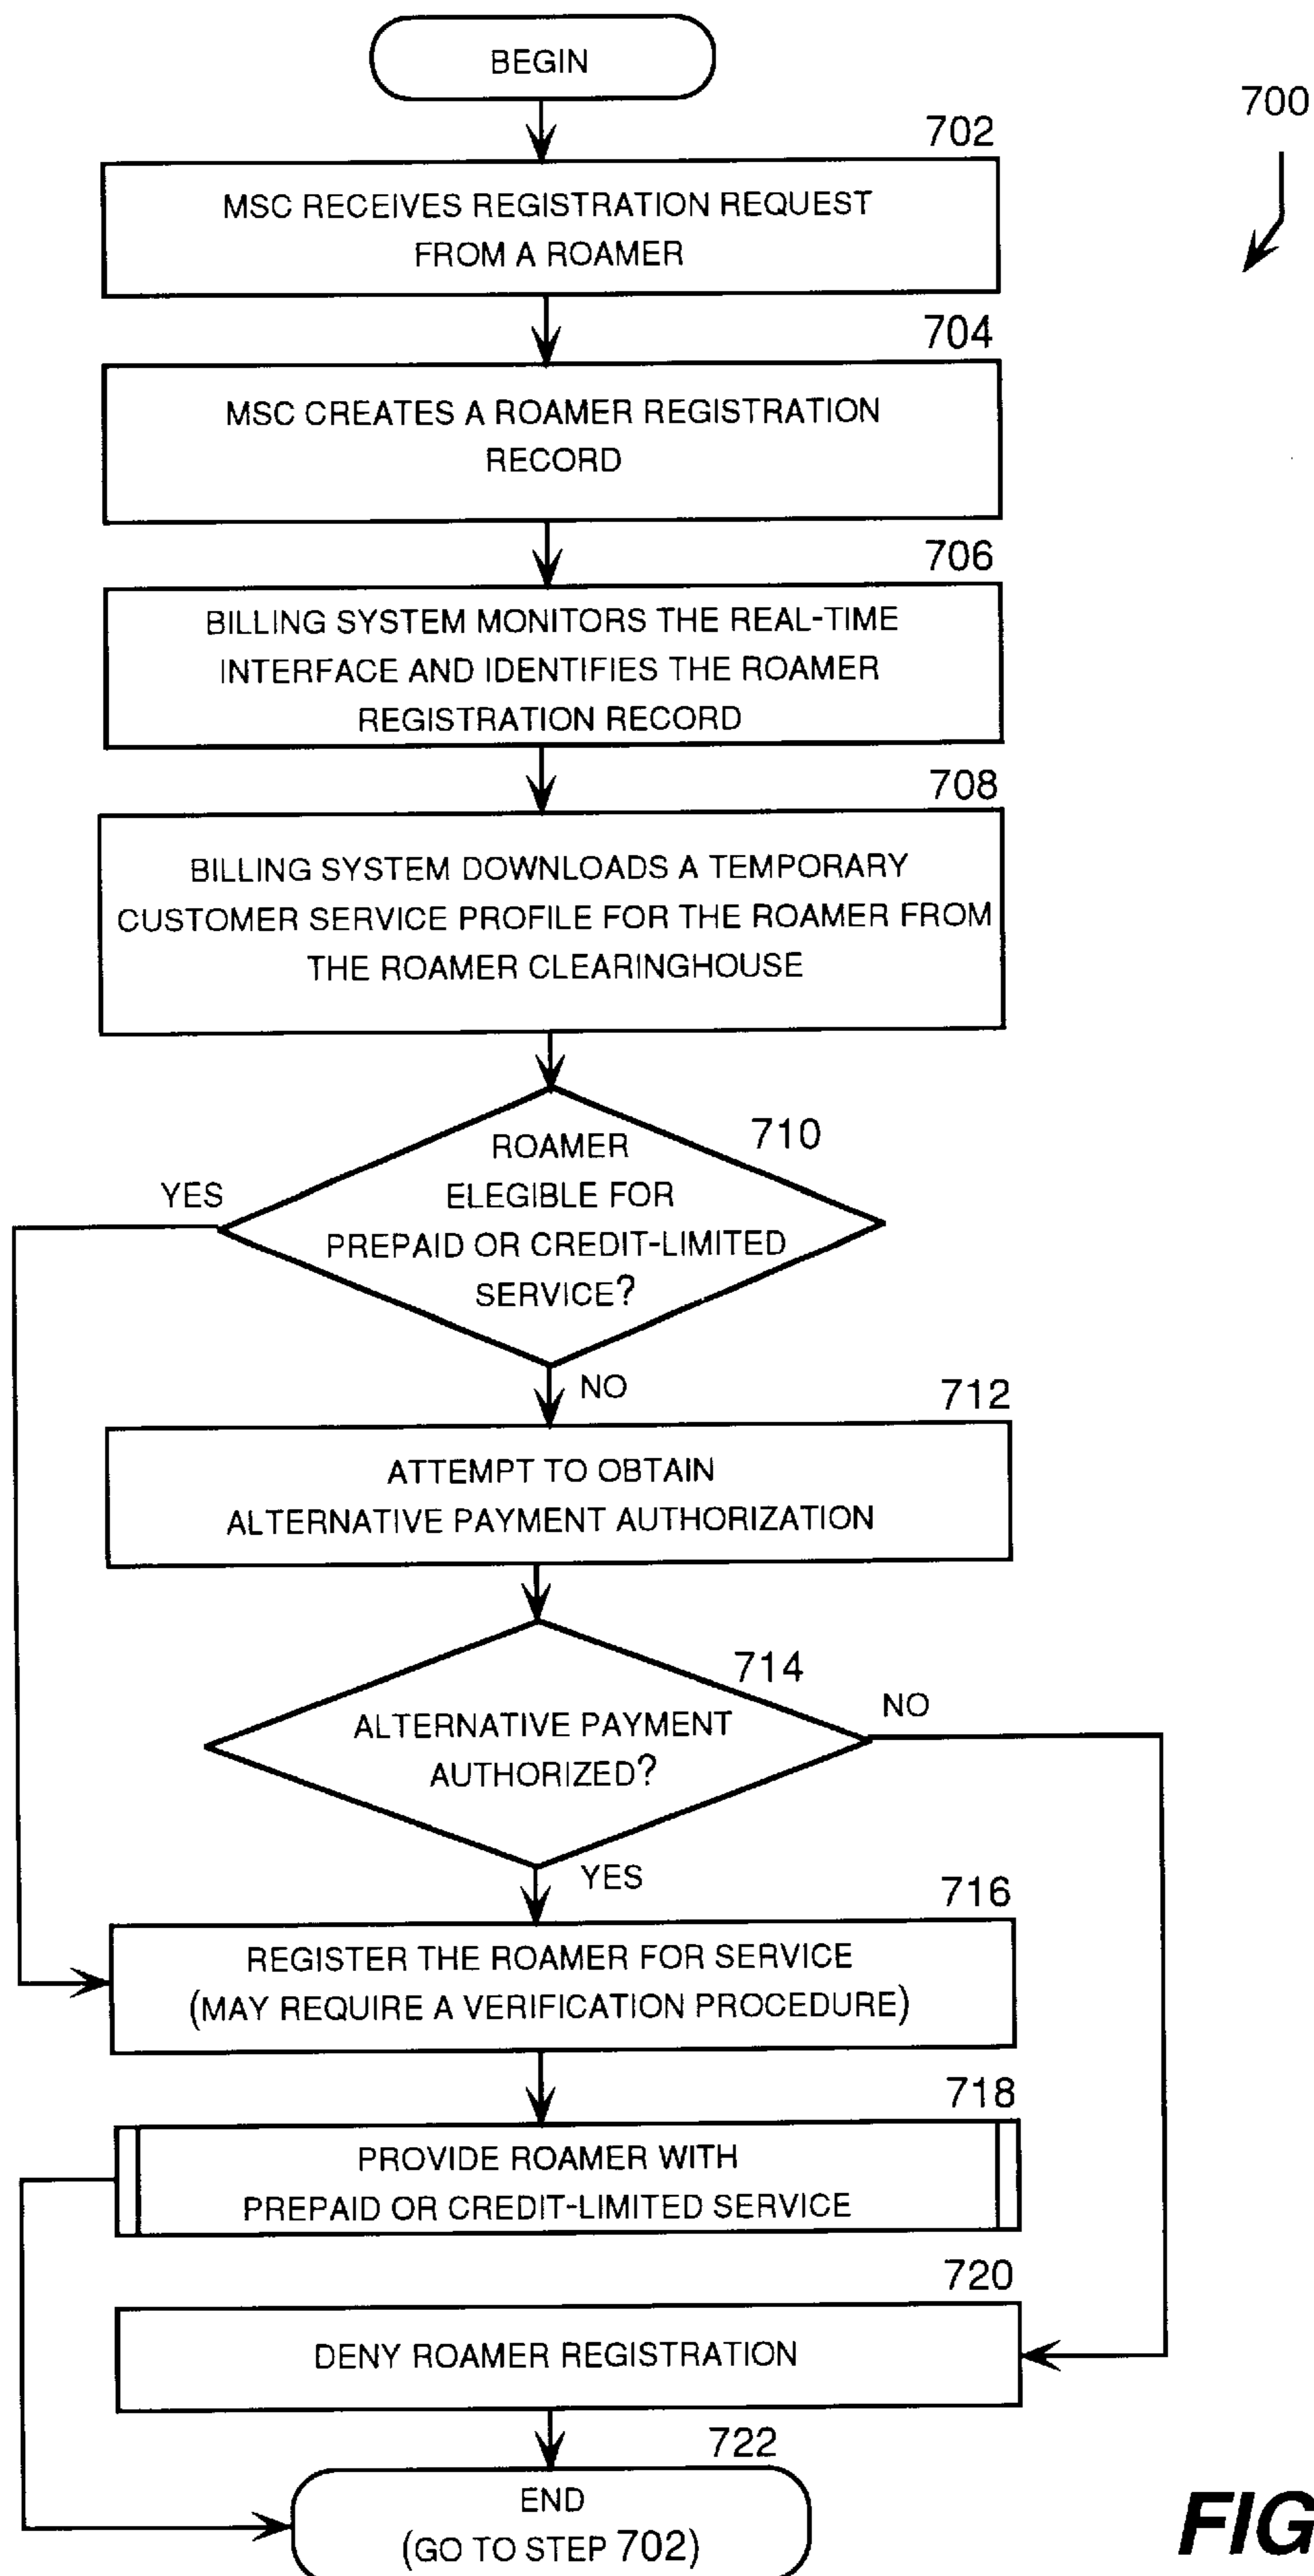 BEGIN
700
702
MSC RECEIVES REGISTRATION REQUEST
FROM A ROAMER
704
MSC CREATES A ROAMER REGISTRATION
RECORD
706
BILLING SYSTEM MONITORS THE REAL-TIME
INTERFACE AND IDENTIFIES THE ROAMER
REGISTRATION RECORD
708
BILLING SYSTEM DOWNLOADS A TEMPORARY
CUSTOMER SERVICE PROFILE FOR THE ROAMER FROM
THE ROAMER CLEARINGHOUSE
710
ROAMER
ELEGIBLE FOR
PREPAID OR CREDIT-LIMITED
SERVICE?
YES
NO
712
ATTEMPT TO OBTAIN
ALTERNATIVE PAYMENT AUTHORIZATION
714
ALTERNATIVE PAYMENT
AUTHORIZED?
NO
YES
716
REGISTER THE ROAMER FOR SERVICE
(MAY REQUIRE A VERIFICATION PROCEDURE)
718
PROVIDE ROAMER WITH
PREPAID OR CREDIT-LIMITED SERVICE
720
DENY ROAMER REGISTRATION
722
END
(GO TO STEP 702)
FIG